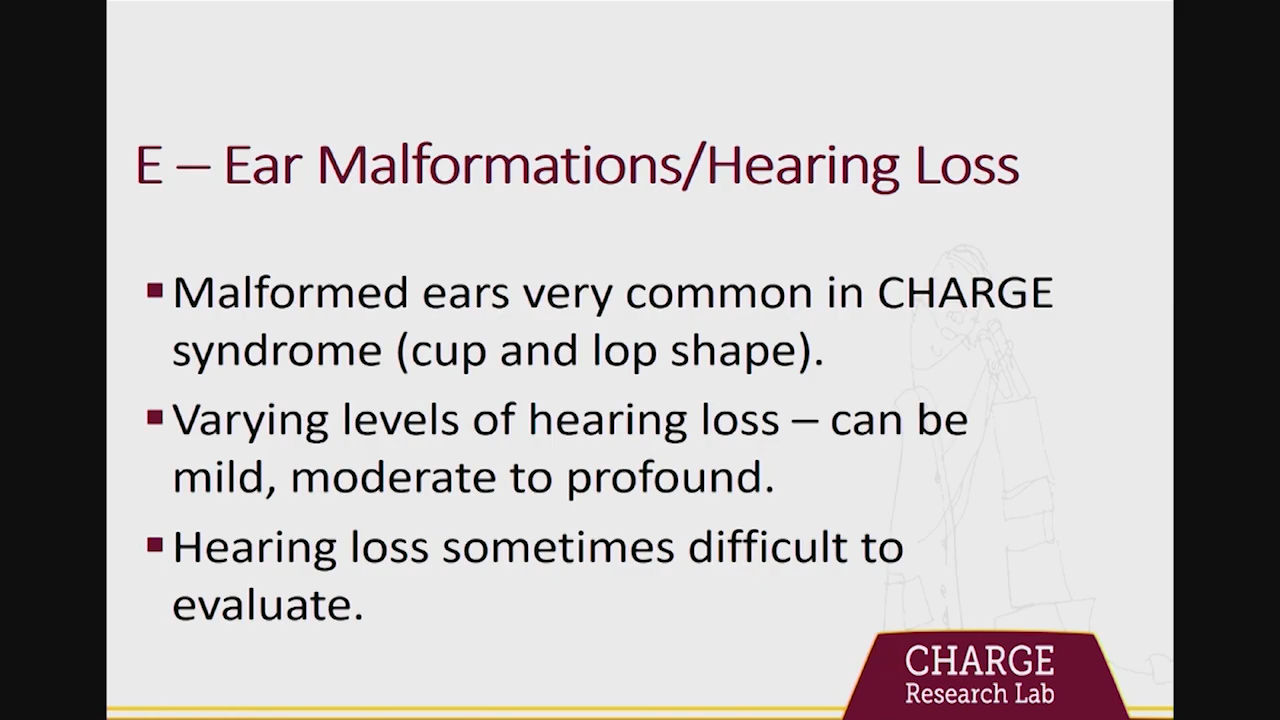 E – Ear Malformations/Hearing Loss
▪ Malformed ears very common in CHARGE
syndrome (cup and lop shape).
▪ Varying levels of hearing loss – can be
mild, moderate to profound.
▪ Hearing loss sometimes difficult to
evaluate.
CHARGE
Research Lab